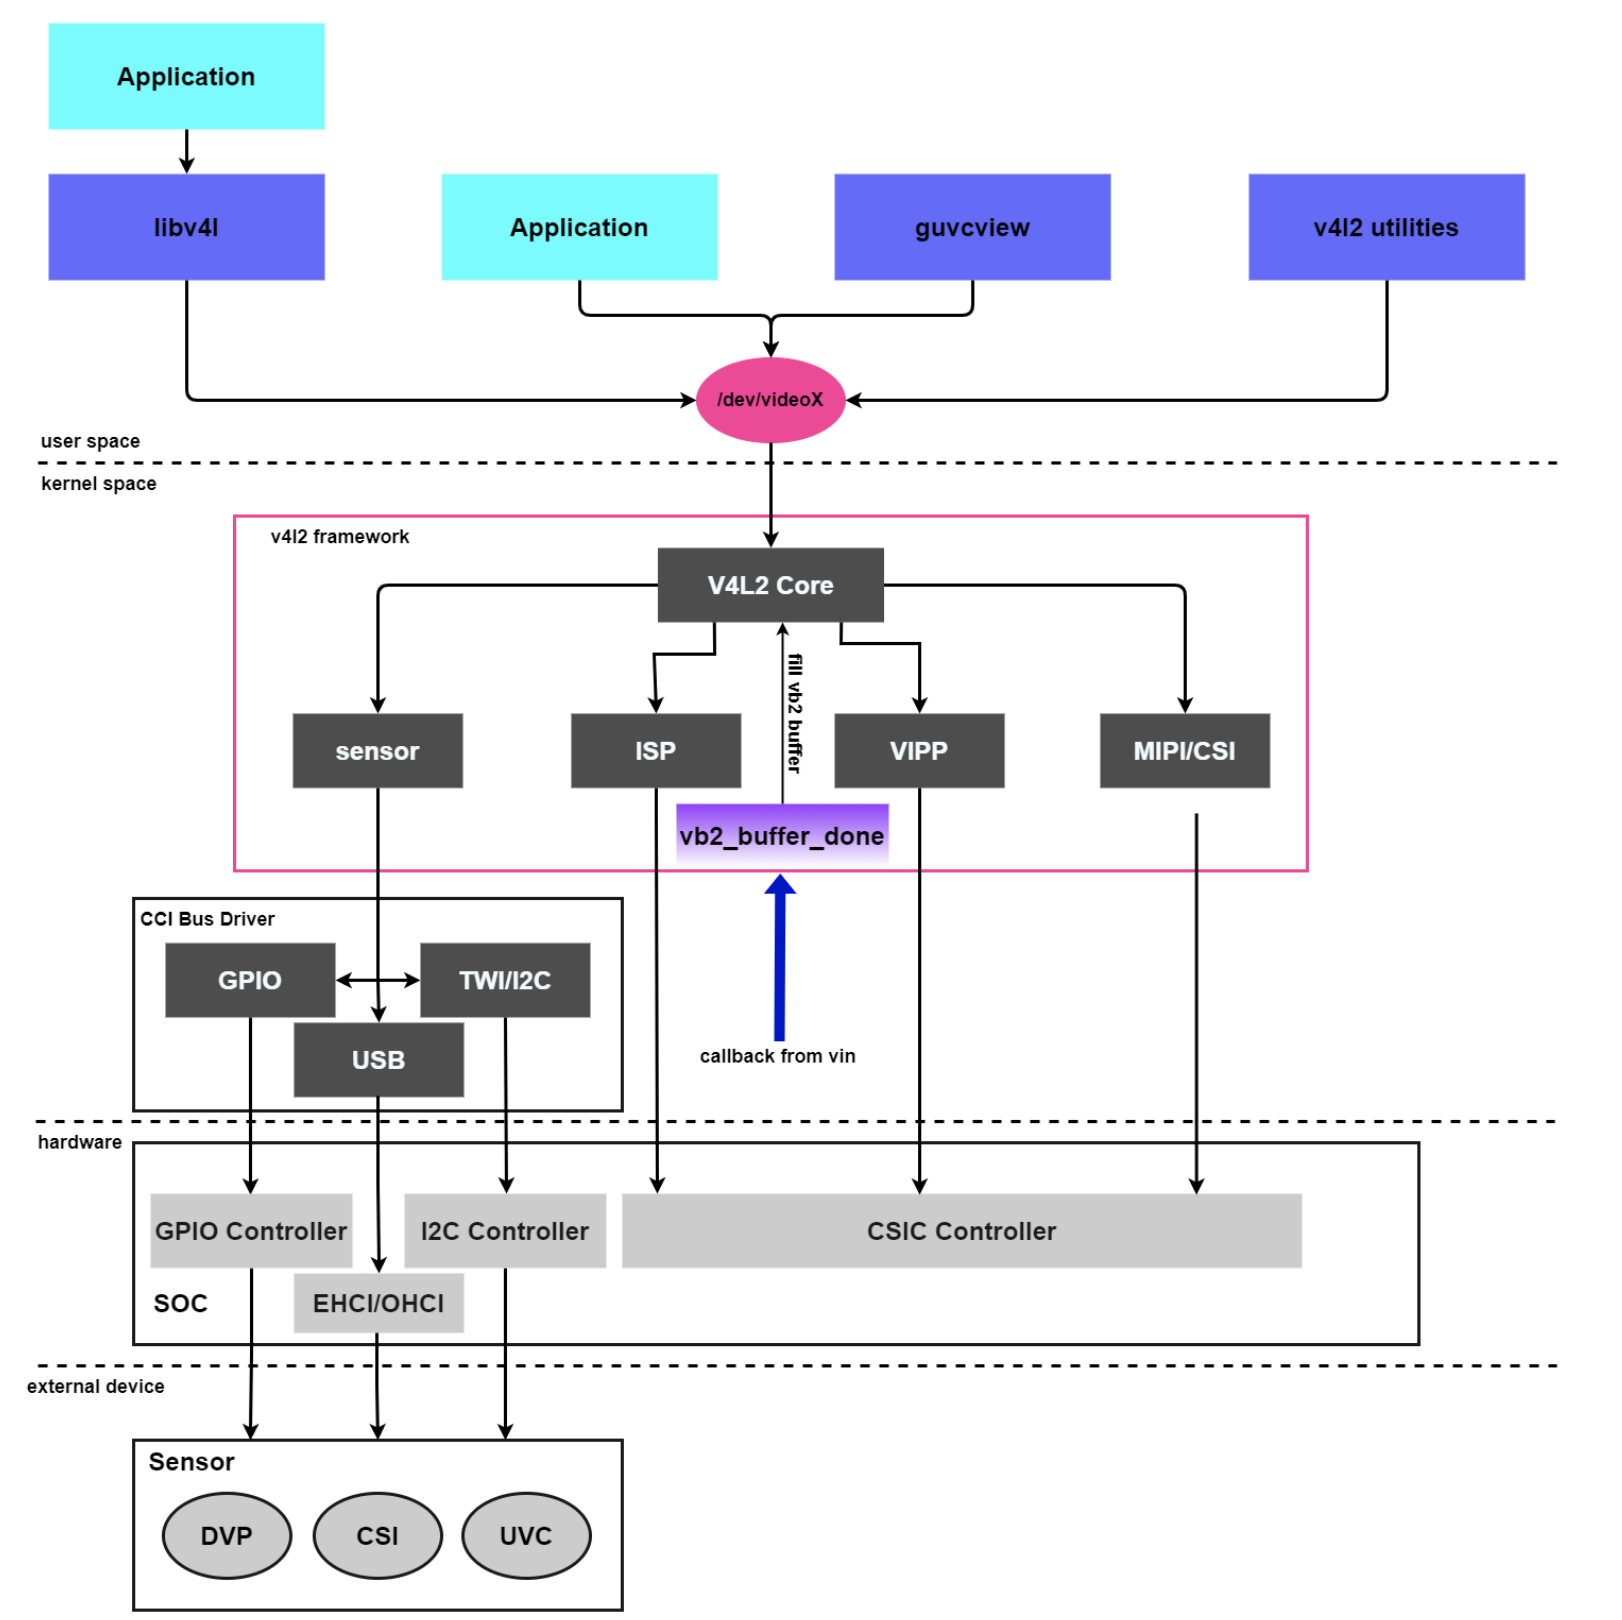 Application
libv4l
Application
guvcview
v4l2 utilities
/dev/videoX
user space
kernel space
v4l2 framework
V4L2 Core
fill vb2 buffer
sensor
ISP
VIPP
MIPI/CSI
vb2_buffer_done
CCI Bus Driver
GPIO
TWI/I2C
USB
callback from vin
hardware
GPIO Controller
I2C Controller
CSIC Controller
SOC
EHCI/OHCI
external device
Sensor
DVP
CSI
UVC